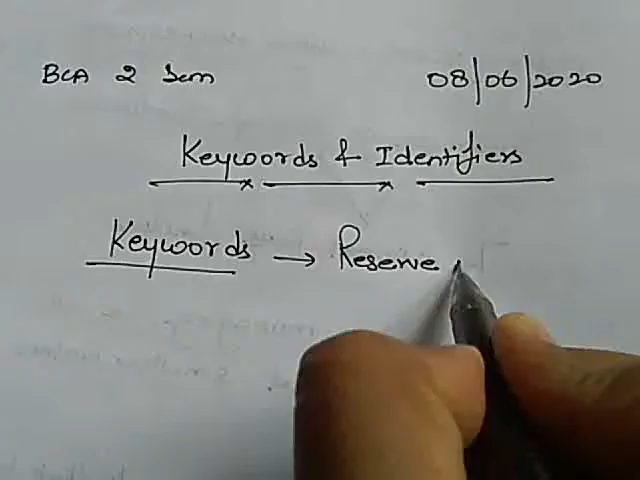 BCA 2 Sem
08/06/2020
Keywords & Identifiers
Keywords → Reserve